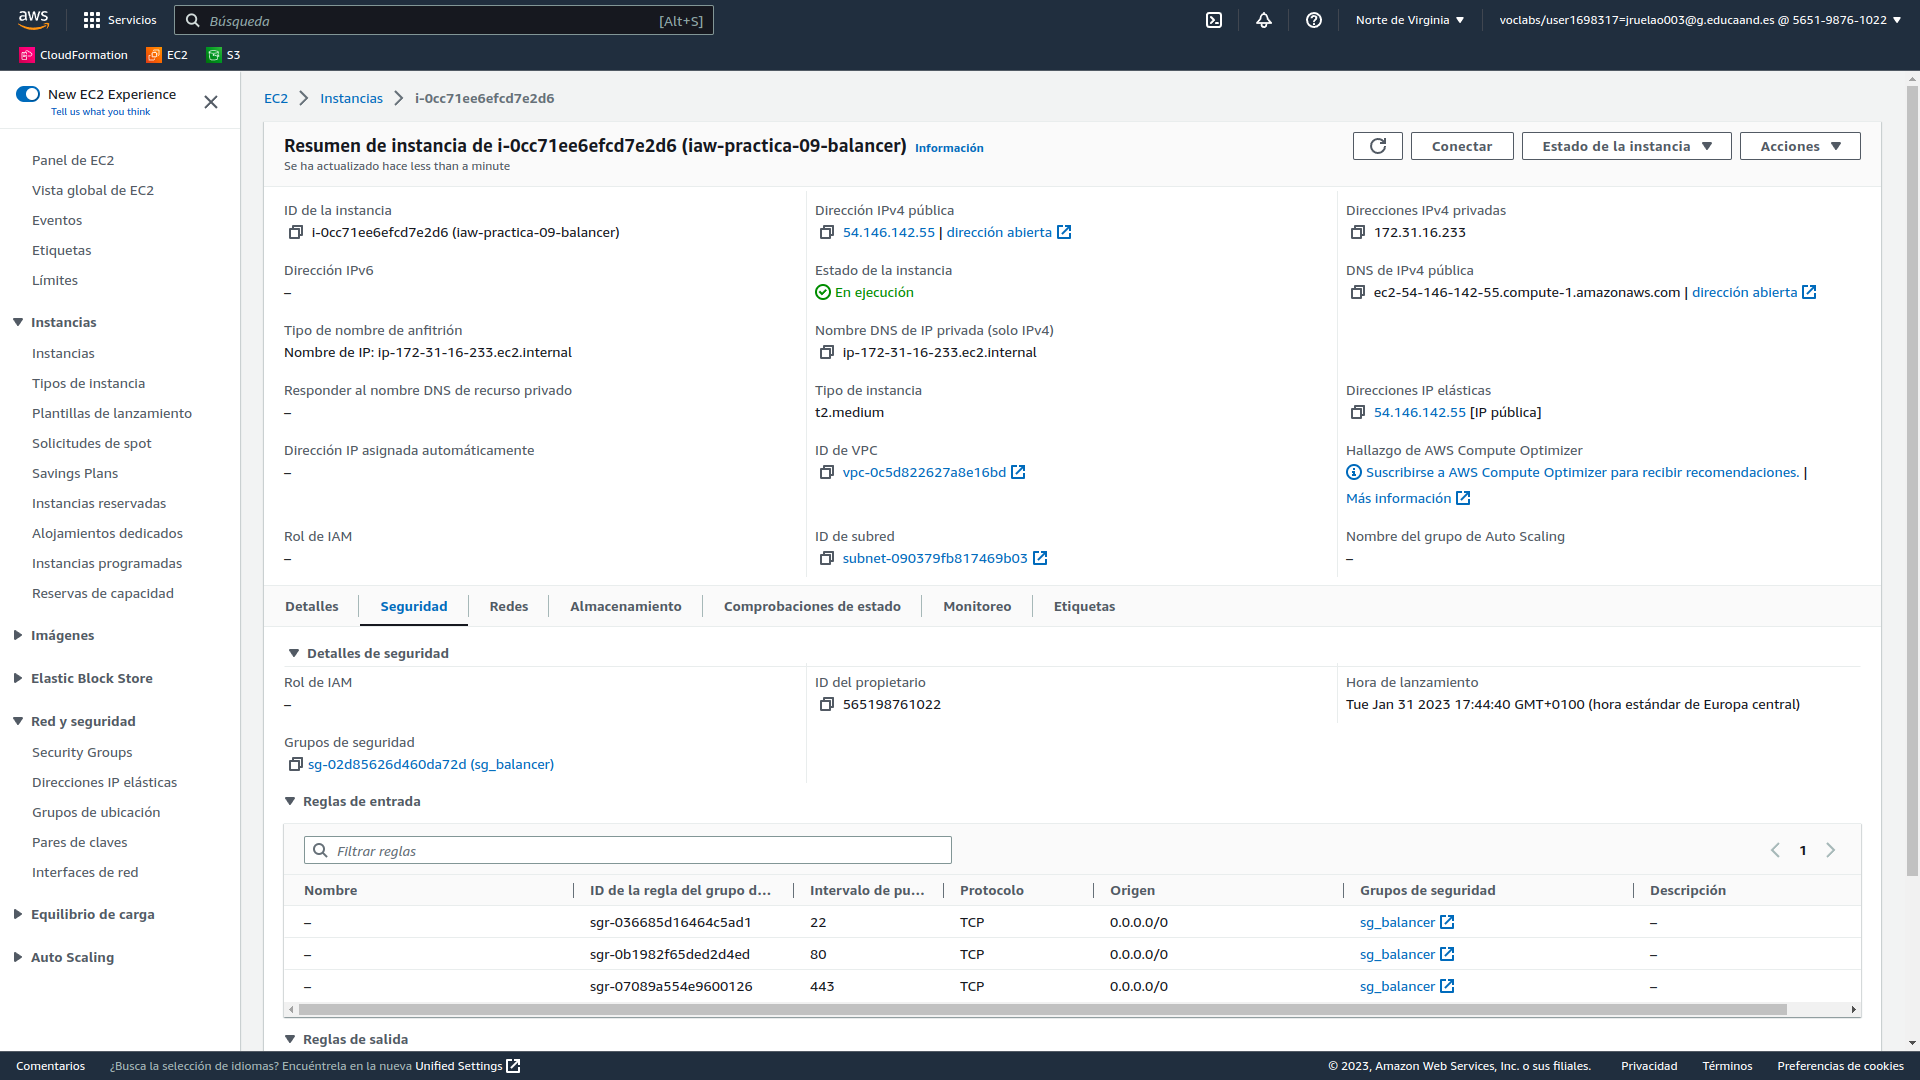 aws
Servicios
Búsqueda
[Alt+S]
Norte de Virginia
voclabs/user1698317=jruelao003@g.educaand.es @ 5651-9876-1022
CloudFormation
EC2
S3
New EC2 Experience
Tell us what you think
Panel de EC2
Vista global de EC2
Eventos
Etiquetas
Límites
Instancias
Instancias
Tipos de instancia
Plantillas de lanzamiento
Solicitudes de spot
Savings Plans
Instancias reservadas
Alojamientos dedicados
Instancias programadas
Reservas de capacidad
Imágenes
Elastic Block Store
Red y seguridad
Security Groups
Direcciones IP elásticas
Grupos de ubicación
Pares de claves
Interfaces de red
Equilibrio de carga
Auto Scaling
EC2
Instancias
i-0cc71ee6efcd7e2d6
Resumen de instancia de i-0cc71ee6efcd7e2d6 (iaw-practica-09-balancer) Información
Se ha actualizado hace less than a minute
Conectar
Estado de la instancia
Acciones
ID de la instancia
i-0cc71ee6efcd7e2d6 (iaw-practica-09-balancer)
Dirección IPv4 pública
54.146.142.55 | dirección abierta
Direcciones IPv4 privadas
172.31.16.233
Dirección IPv6
–
Estado de la instancia
En ejecución
DNS de IPv4 pública
ec2-54-146-142-55.compute-1.amazonaws.com | dirección abierta
Tipo de nombre de anfitrión
Nombre de IP: ip-172-31-16-233.ec2.internal
Nombre DNS de IP privada (solo IPv4)
ip-172-31-16-233.ec2.internal
Responder al nombre DNS de recurso privado
–
Tipo de instancia
t2.medium
Direcciones IP elásticas
54.146.142.55 [IP pública]
Dirección IP asignada automáticamente
–
ID de VPC
vpc-0c5d822627a8e16bd
Hallazgo de AWS Compute Optimizer
Suscribirse a AWS Compute Optimizer para recibir recomendaciones. |
Más información
Rol de IAM
–
ID de subred
subnet-090379fb817469b03
Nombre del grupo de Auto Scaling
–
Detalles
Seguridad
Redes
Almacenamiento
Comprobaciones de estado
Monitoreo
Etiquetas
Detalles de seguridad
Rol de IAM
–
ID del propietario
565198761022
Hora de lanzamiento
Tue Jan 31 2023 17:44:40 GMT+0100 (hora estándar de Europa central)
Grupos de seguridad
sg-02d85626d460da72d (sg_balancer)
Reglas de entrada
Filtrar reglas
1
Nombre ID de la regla del grupo d... Intervalo de pu... Protocolo Origen Grupos de seguridad Descripción
– sgr-036685d16464c5ad1 22 TCP 0.0.0.0/0 sg_balancer –
– sgr-0b1982f65ded2d4ed 80 TCP 0.0.0.0/0 sg_balancer –
– sgr-07089a554e9600126 443 TCP 0.0.0.0/0 sg_balancer –
Reglas de salida
Comentarios
¿Busca la selección de idiomas? Encuéntrela en la nueva Unified Settings
© 2023, Amazon Web Services, Inc. o sus filiales.
Privacidad
Términos
Preferencias de cookies